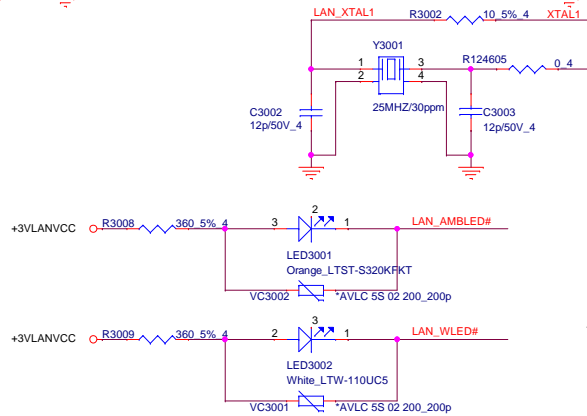 LAN_XTAL1
R3002 10_5%_4 XTAL1
Y3001
1 3 R124605 0_4
2 4
C3002 25MHZ/30ppm C3003
12p/50V_4 12p/50V_4
2
+3VLANVCC R3008 360_5%_4 3 1 LAN_AMBLED#
LED3001
Orange_LTST-S320KFKT
VC3002 *AVLC 5S 02 200_200p
3
+3VLANVCC R3009 360_5%_4 2 1 LAN_WLED#
LED3002
White_LTW-110UC5
VC3001 *AVLC 5S 02 200_200p